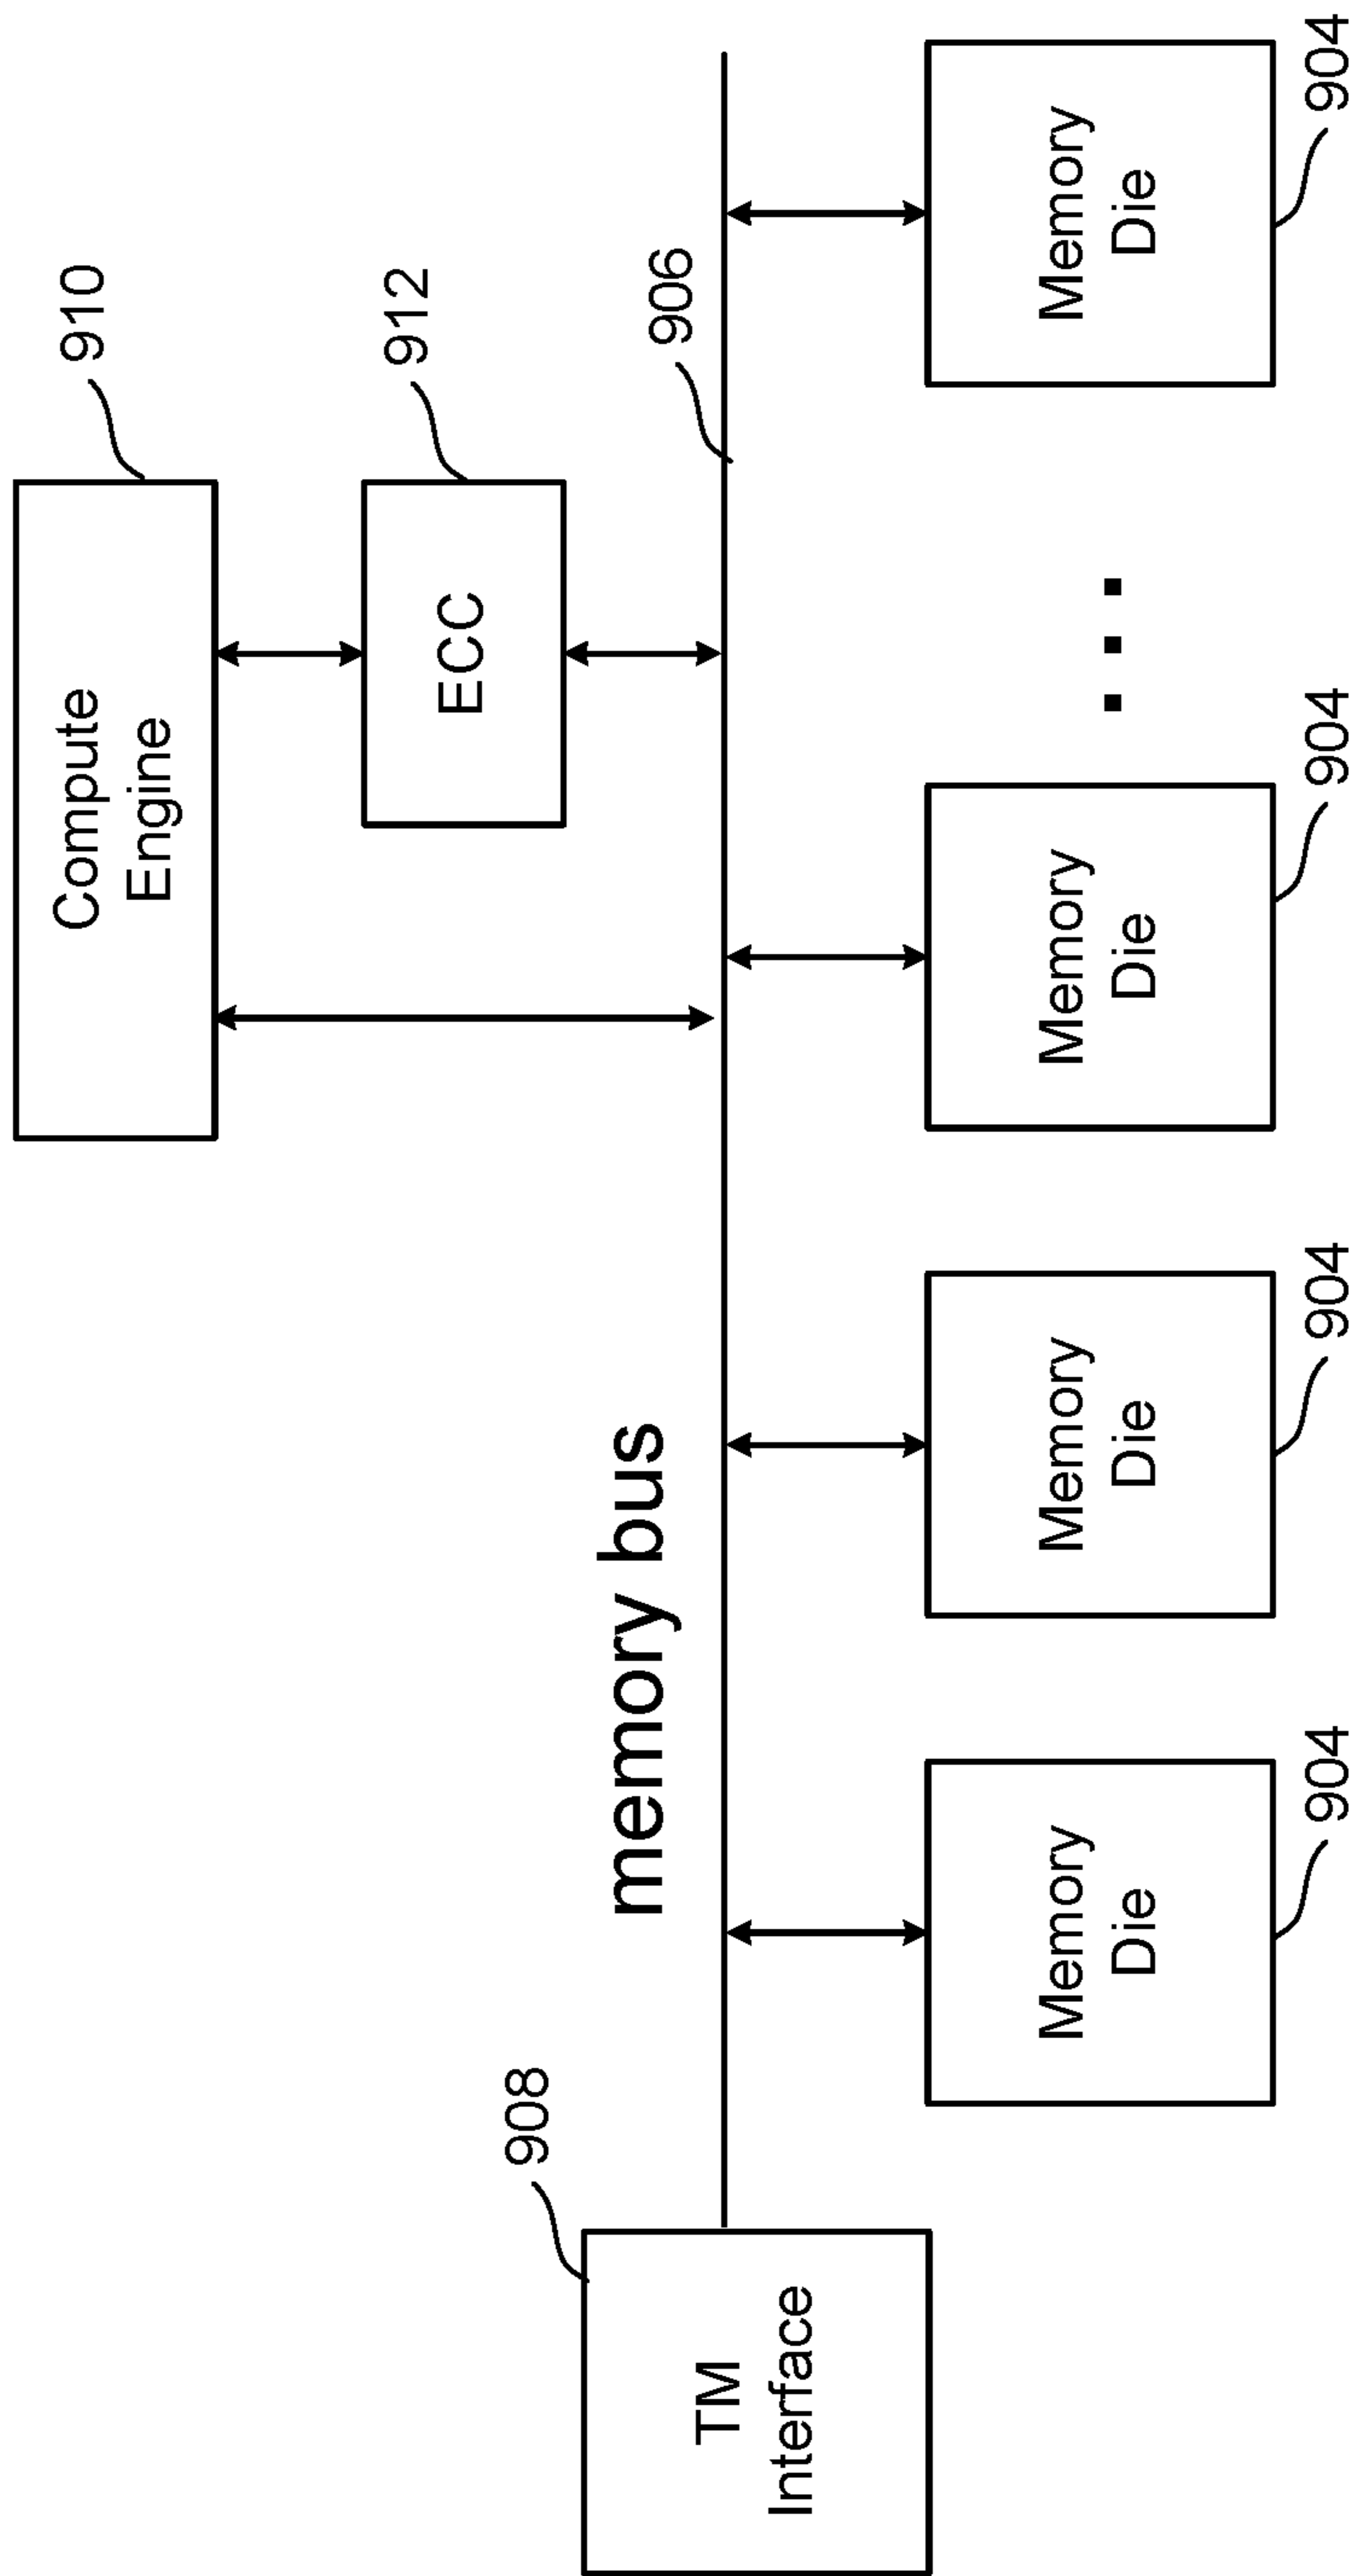 Compute
Engine
910
ECC
912
906
memory bus
908
TM
Interface
Memory
Die
904
Memory
Die
904
Memory
Die
904
. . .
Memory
Die
904